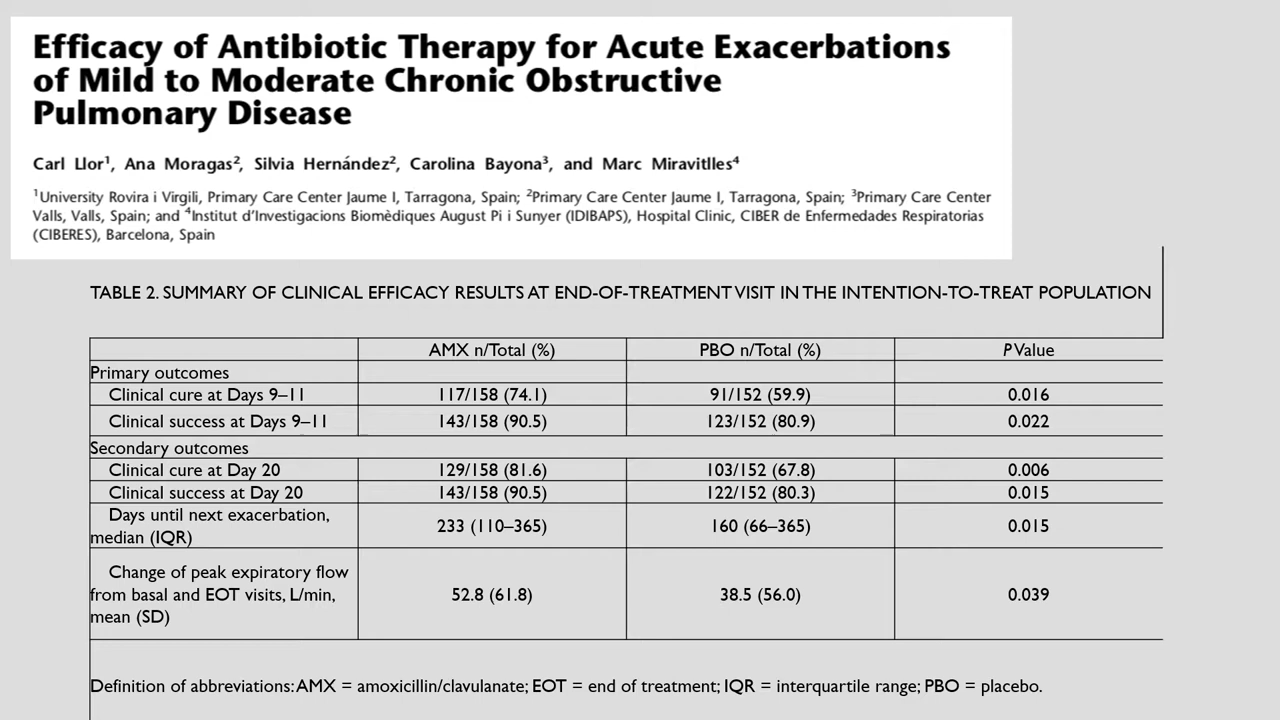 Efficacy of Antibiotic Therapy for Acute Exacerbations
of Mild to Moderate Chronic Obstructive
Pulmonary Disease
Carl Llor1, Ana Moragas2, Silvia Hernández2, Carolina Bayona3, and Marc Miravitlles4
1University Rovira i Virgili, Primary Care Center Jaume I, Tarragona, Spain; 2Primary Care Center Jaume I, Tarragona, Spain; 3Primary Care Center
Valls, Valls, Spain; and 4Institut d'Investigacions Biomèdiques August Pi i Sunyer (IDIBAPS), Hospital Clinic, CIBER de Enfermedades Respiratorias
(CIBERES), Barcelona, Spain
TABLE 2. SUMMARY OF CLINICAL EFFICACY RESULTS AT END-OF-TREATMENT VISIT IN THE INTENTION-TO-TREAT POPULATION
AMX n/Total (%) PBO n/Total (%) P Value
Primary outcomes
Clinical cure at Days 9–11 117/158 (74.1) 91/152 (59.9) 0.016
Clinical success at Days 9–11 143/158 (90.5) 123/152 (80.9) 0.022
Secondary outcomes
Clinical cure at Day 20 129/158 (81.6) 103/152 (67.8) 0.006
Clinical success at Day 20 143/158 (90.5) 122/152 (80.3) 0.015
Days until next exacerbation,
median (IQR) 233 (110–365) 160 (66–365) 0.015
Change of peak expiratory flow
from basal and EOT visits, L/min, 52.8 (61.8) 38.5 (56.0) 0.039
mean (SD)
Definition of abbreviations: AMX = amoxicillin/clavulanate; EOT = end of treatment; IQR = interquartile range; PBO = placebo.